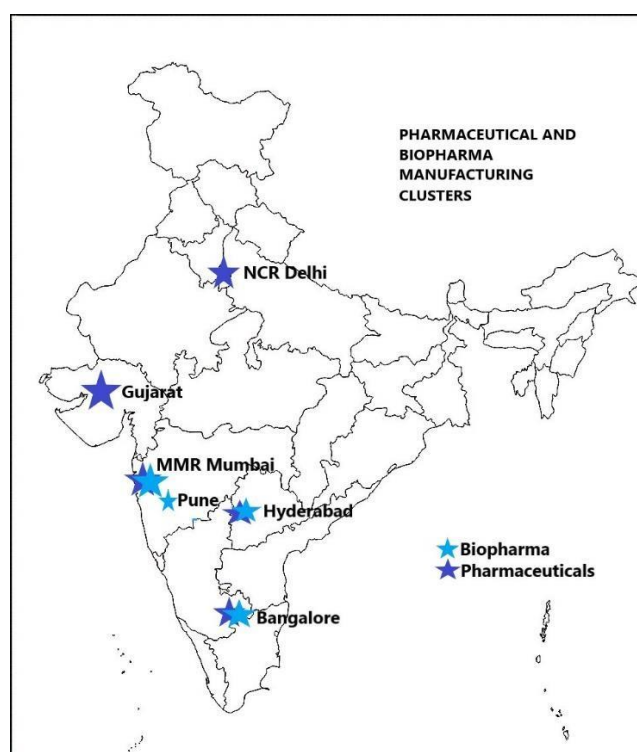 PHARMACEUTICAL AND
BIOPHARMA
MANUFACTURING
CLUSTERS
NCR Delhi
Gujarat
MMR Mumbai
Pune
Hyderabad
Biopharma
Pharmaceuticals
Bangalore